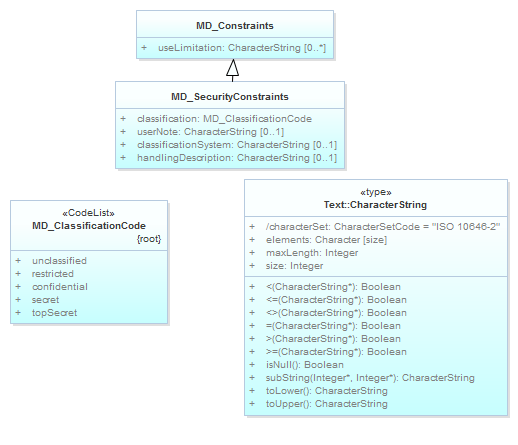 MD_Constraints
+ useLimitation: CharacterString [0..*]
MD_SecurityConstraints
+ classification: MD_ClassificationCode
+ userNote: CharacterString [0..1]
+ classificationSystem: CharacterString [0..1]
+ handlingDescription: CharacterString [0..1]
«CodeList»
MD_ClassificationCode
{root}
+ unclassified
+ restricted
+ confidential
+ secret
+ topSecret
«type»
Text::CharacterString
+ /characterSet: CharacterSetCode = "ISO 10646-2"
+ elements: Character [size]
+ maxLength: Integer
+ size: Integer
+ <(CharacterString*): Boolean
+ <=(CharacterString*): Boolean
+ <>(CharacterString*): Boolean
+ =(CharacterString*): Boolean
+ >(CharacterString*): Boolean
+ >=(CharacterString*): Boolean
+ isNull(): Boolean
+ subString(Integer*, Integer*): CharacterString
+ toLower(): CharacterString
+ toUpper(): CharacterString